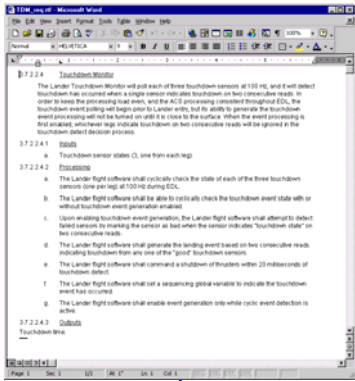 TDM_req.rtf - Microsoft Word
File Edit View Insert Format Tools Table Window Help
100%
Normal HELVETICA 9 B I U
3.7.2.2.4 Touchdown Monitor
The Lander Touchdown Monitor will poll each of three touchdown sensors at 100 Hz, and it will detect
touchdown has occurred when a single sensor indicates touchdown on two consecutive reads. In
order to keep the processing load even, and the ACS processing consistent throughout EDL, the
touchdown event polling will begin prior to Lander entry, but its ability to generate the touchdown
event processing will not be turned on until it is close to the surface. When the event processing is
first enabled, whichever legs indicate touchdown on two consecutive reads will be ignored in the
touchdown detect decision process.
3.7.2.2.4.1 Inputs
a. Touchdown sensor states (3, one from each leg).
3.7.2.2.4.2 Processing
a. The Lander flight software shall cyclically check the state of each of the three touchdown
sensors (one per leg) at 100 Hz during EDL.
b. The Lander flight software shall be able to cyclically check the touchdown event state with or
without touchdown event generation enabled.
c. Upon enabling touchdown event generation, the Lander flight software shall attempt to detect
failed sensors by marking the sensor as bad when the sensor indicates "touchdown state" on
two consecutive reads.
d. The Lander flight software shall generate the landing event based on two consecutive reads
indicating touchdown from any one of the "good" touchdown sensors.
e. The Lander flight software shall command a shutdown of thrusters within 20 milliseconds of
touchdown detect.
f. The Lander flight software shall set a sequencing global variable to indicate the touchdown
event has occurred.
g. The Lander flight software shall enable event generation only while cyclic event detection is
active.
3.7.2.2.4.3 Outputs
Touchdown time
Page 1 Sec 1 1/1 At 1" Ln 1 Col 1